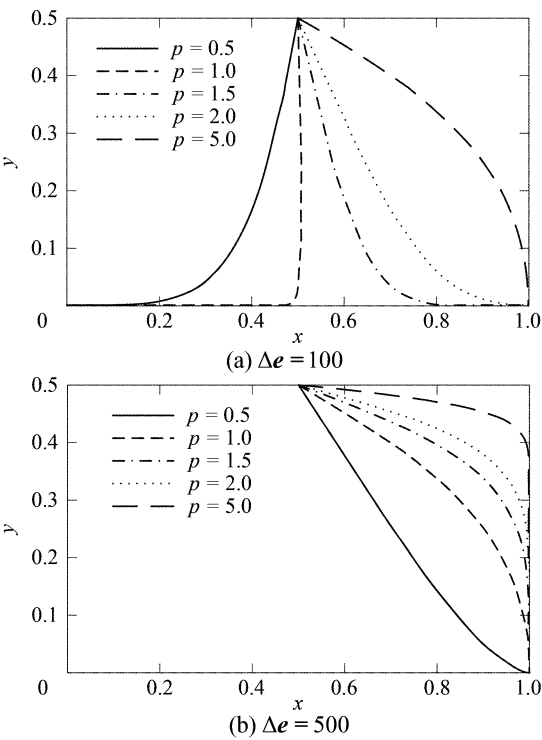 0.5
p = 0.5
p = 1.0
0.4
p = 1.5
p = 2.0
0.3
p = 5.0
y
0.2
0.1
0 0.2 0.4 0.6 0.8 1.0
x
(a) Δe = 100
0.5
p = 0.5
p = 1.0
0.4
p = 1.5
p = 2.0
0.3
p = 5.0
y
0.2
0.1
0 0.2 0.4 0.6 0.8 1.0
x
(b) Δe = 500